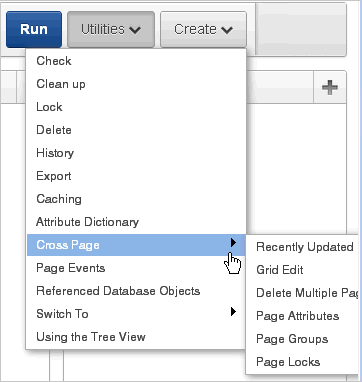 Run Utilities Create
Check
Clean up
Lock
Delete
History
Export
Caching
Attribute Dictionary
Cross Page
Page Events
Referenced Database Objects
Switch To
Using the Tree View
Recently Updated
Grid Edit
Delete Multiple
Page Attributes
Page Groups
Page Locks